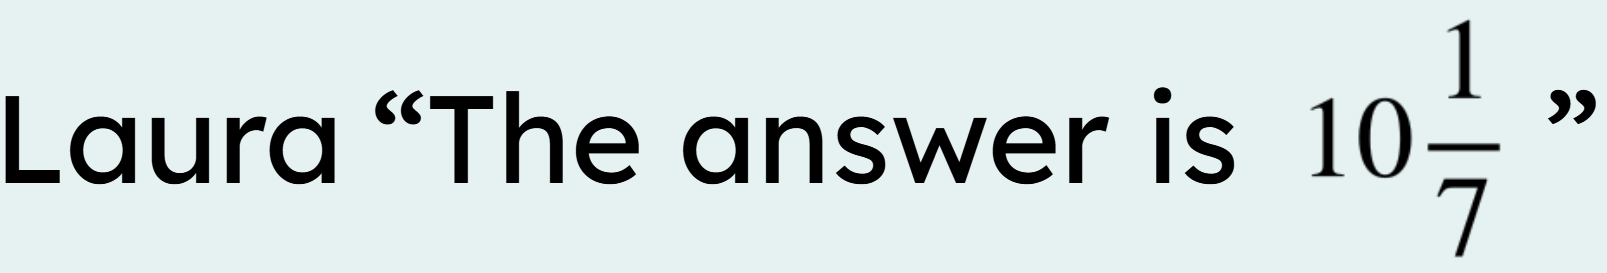 Laura “The answer is 10 1/7 ”